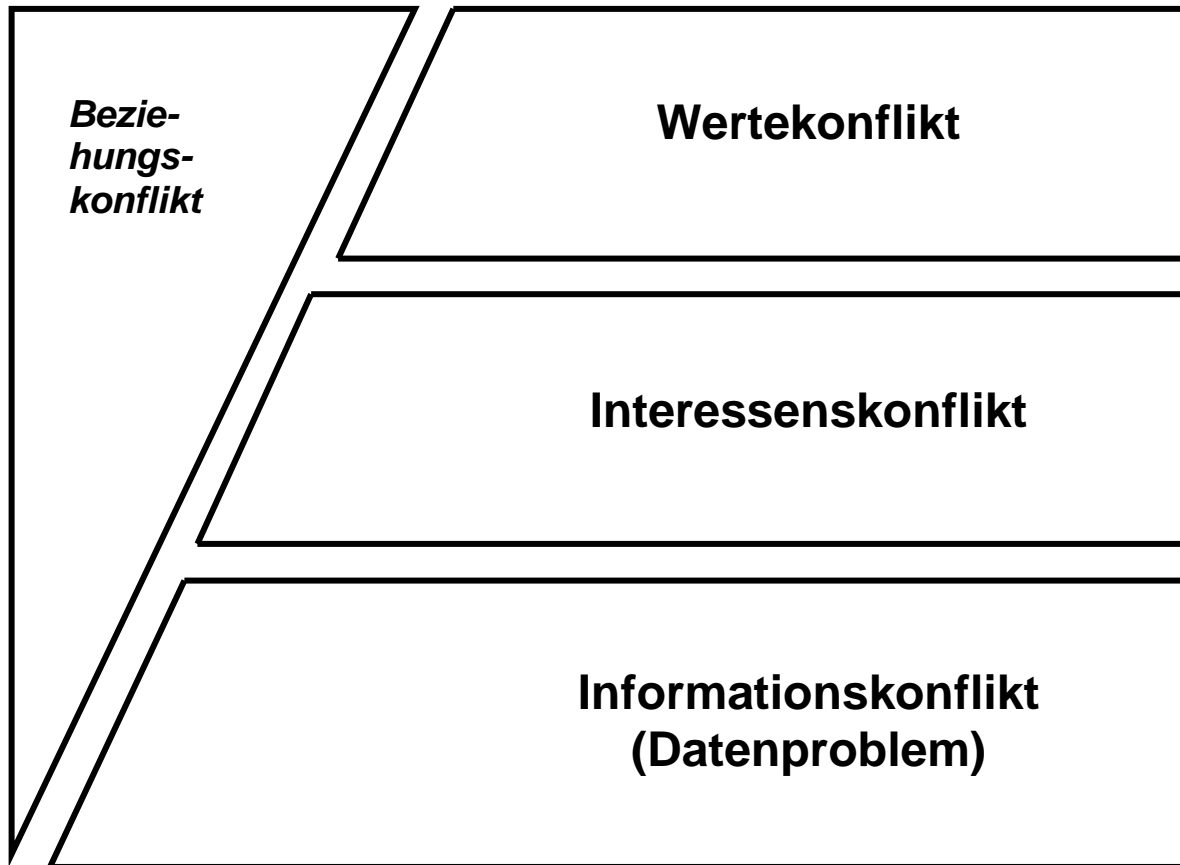 Bezie-
hungs-
konflikt
Wertekonflikt
Interessenskonflikt
Informationskonflikt
(Datenproblem)